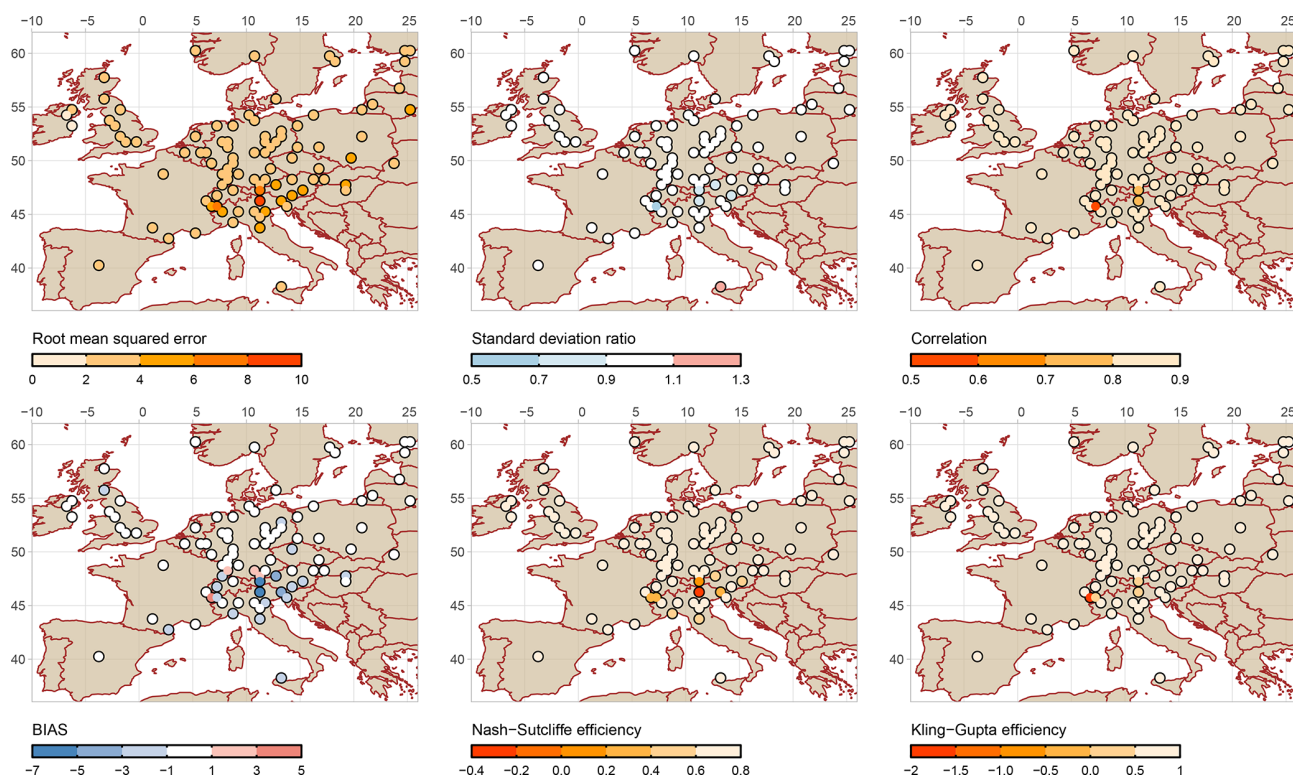 −10 −5 0 5 10 15 20 25 −10 −5 0 5 10 15 20 25 −10 −5 0 5 10 15 20 25
60 60 60
55 55 55
50 50 50
45 45 45
40 40 40
Root mean squared error Standard deviation ratio Correlation
0 2 4 6 8 10 0.5 0.7 0.9 1.1 1.3 0.5 0.6 0.7 0.8 0.9
−10 −5 0 5 10 15 20 25 −10 −5 0 5 10 15 20 25 −10 −5 0 5 10 15 20 25
60 60 60
55 55 55
50 50 50
45 45 45
40 40 40
BIAS Nash−Sutcliffe efficiency Kling−Gupta efficiency
−7 −5 −3 −1 1 3 5 −0.4 −0.2 0.0 0.2 0.4 0.6 0.8 −2 −1.5 −1.0 −0.5 0.0 0.5 1